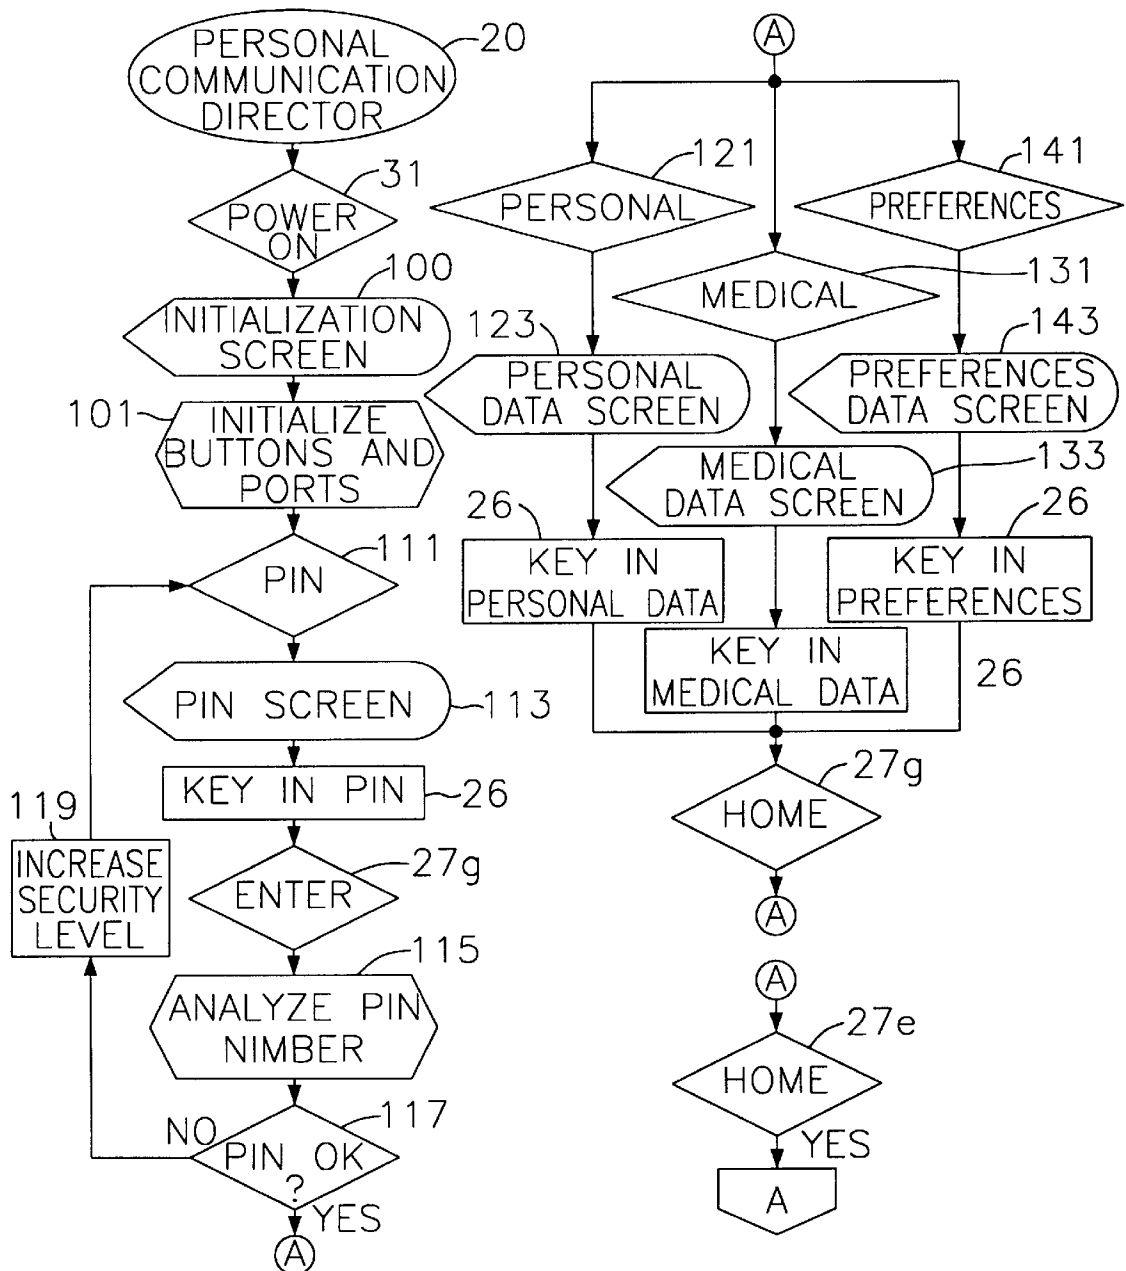 PERSONAL
COMMUNICATION
DIRECTOR
20
31
POWER
ON
100
INITIALIZATION
SCREEN
101
INITIALIZE
BUTTONS AND
PORTS
111
PIN
PIN SCREEN
113
KEY IN PIN
26
119
INCREASE
SECURITY
LEVEL
27g
ENTER
115
ANALYZE PIN
NIMBER
117
NO
PIN OK
?
YES
A
A
121
PERSONAL
141
PREFERENCES
131
MEDICAL
123
PERSONAL
DATA SCREEN
143
PREFERENCES
DATA SCREEN
133
MEDICAL
DATA SCREEN
26
KEY IN
PERSONAL DATA
26
KEY IN
PREFERENCES
KEY IN
MEDICAL DATA
26
27g
HOME
A
A
27e
HOME
YES
A